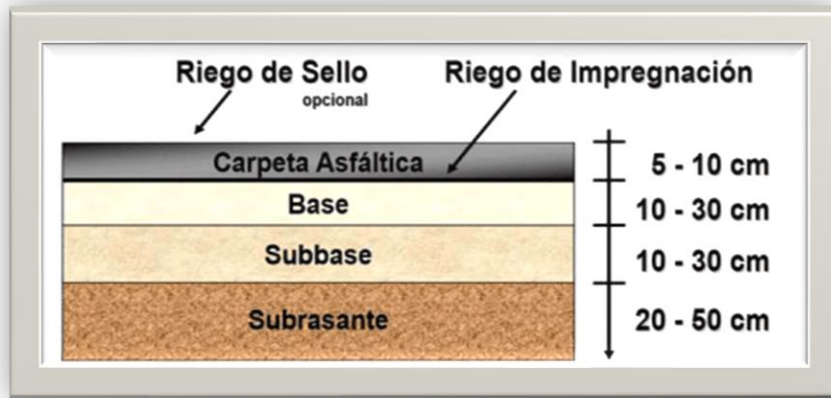 Riego de Sello
opcional
Riego de Impregnación
Carpeta Asfáltica
5 - 10 cm
Base
10 - 30 cm
Subbase
10 - 30 cm
Subrasante
20 - 50 cm